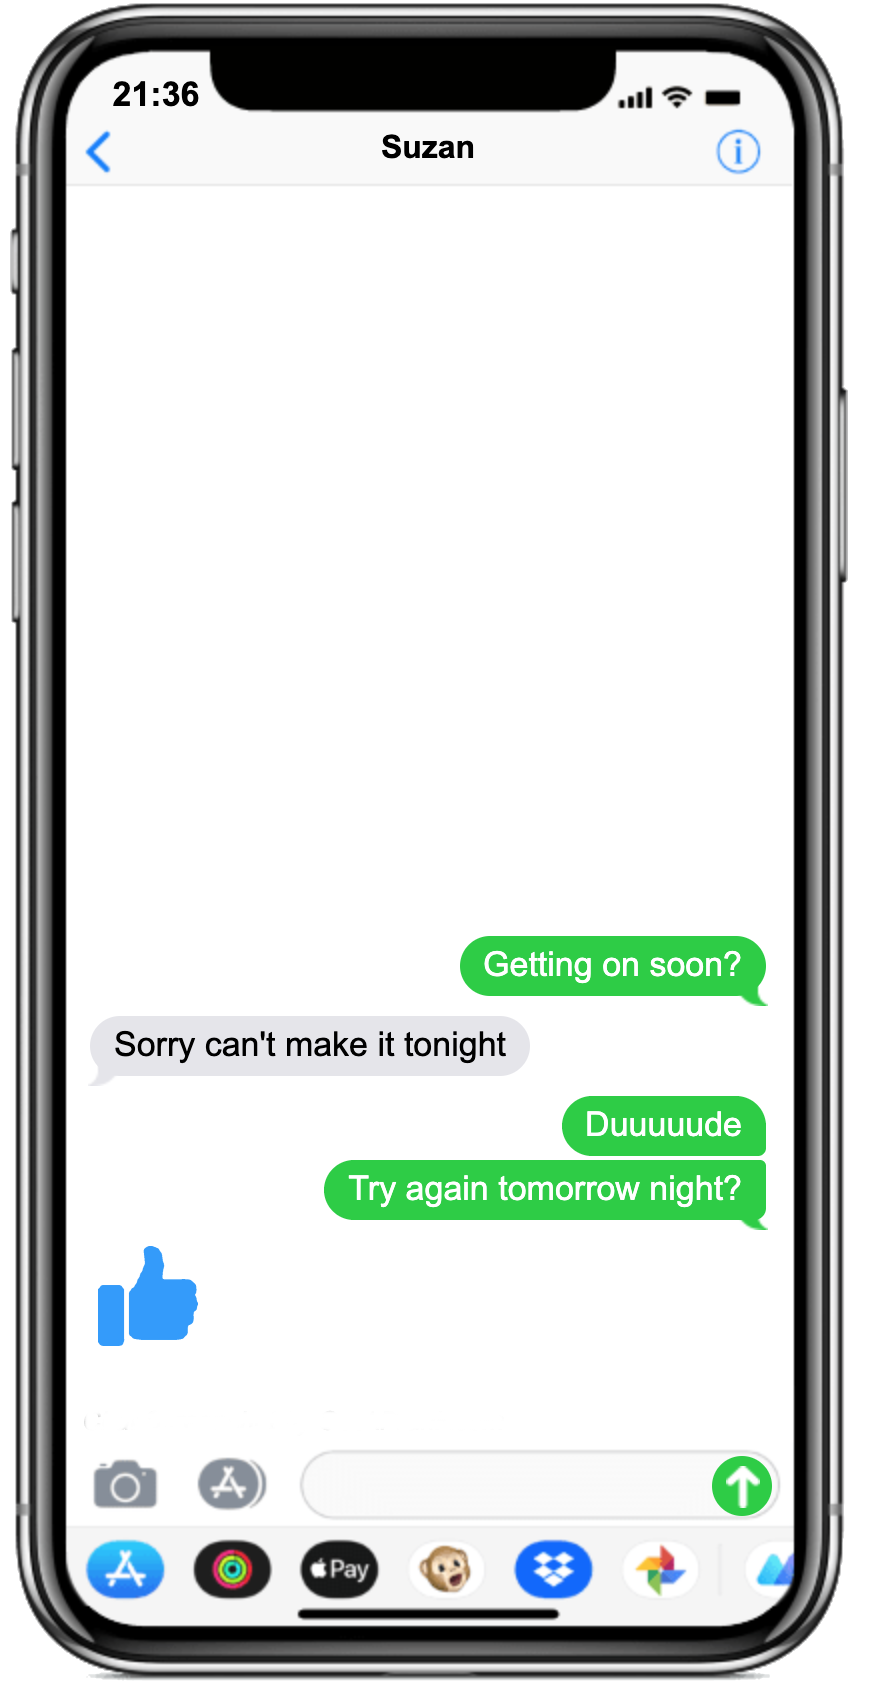 21:36
Suzan
Getting on soon?
Sorry can't make it tonight
Duuuuude
Try again tomorrow night?
Pay